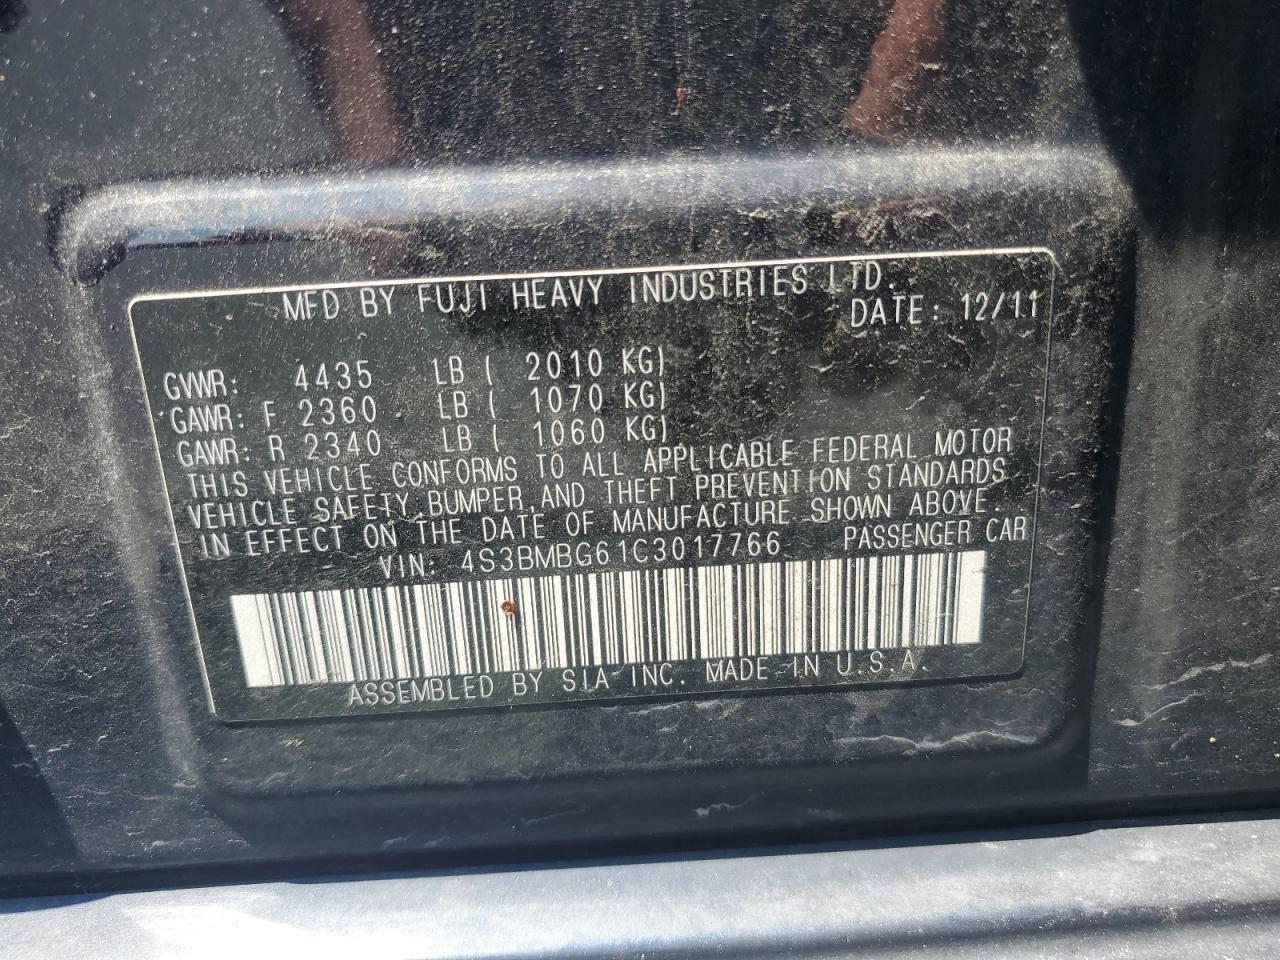 MFD BY FUJI HEAVY INDUSTRIES LTD.
DATE: 12/11
GVWR: 4435 LB ( 2010 KG)
GAWR: F 2360 LB ( 1070 KG)
GAWR: R 2340 LB ( 1060 KG)
THIS VEHICLE CONFORMS TO ALL APPLICABLE FEDERAL MOTOR
VEHICLE SAFETY, BUMPER, AND THEFT PREVENTION STANDARDS
IN EFFECT ON THE DATE OF MANUFACTURE SHOWN ABOVE.
VIN: 4S3BMBG61C3017766 PASSENGER CAR
ASSEMBLED BY SIA INC. MADE IN U.S.A.